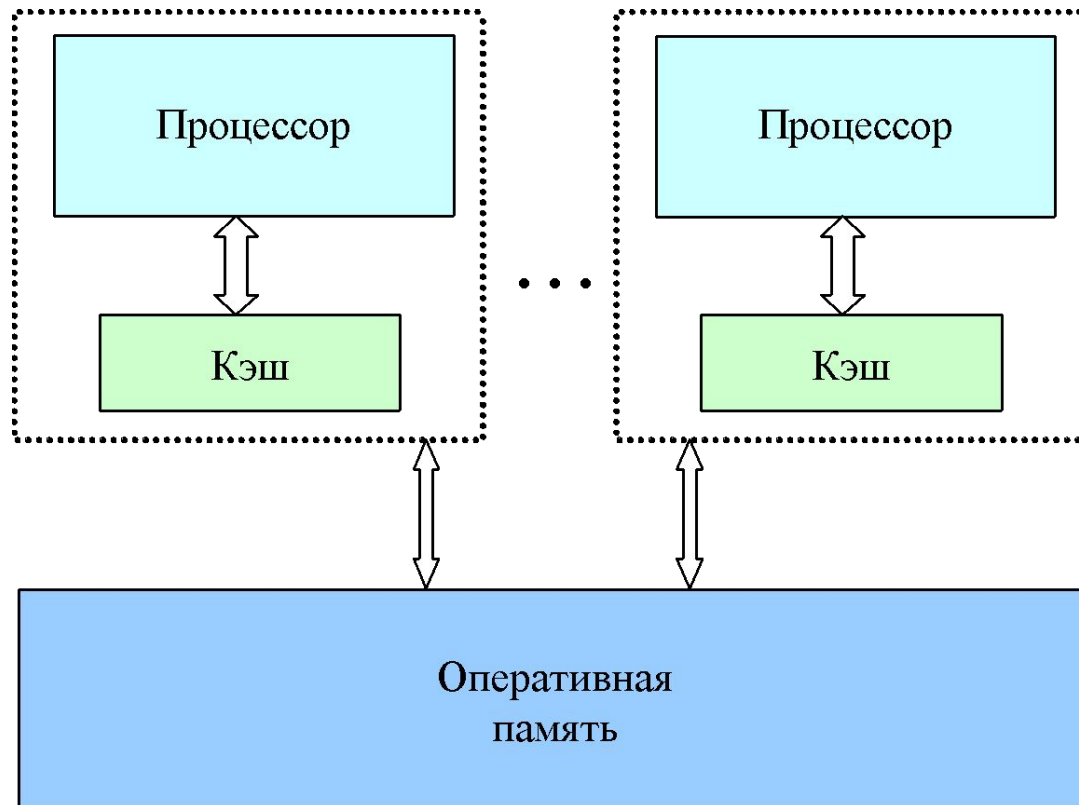 Процессор
Процессор
• • •
Кэш
Кэш
Оперативная
память